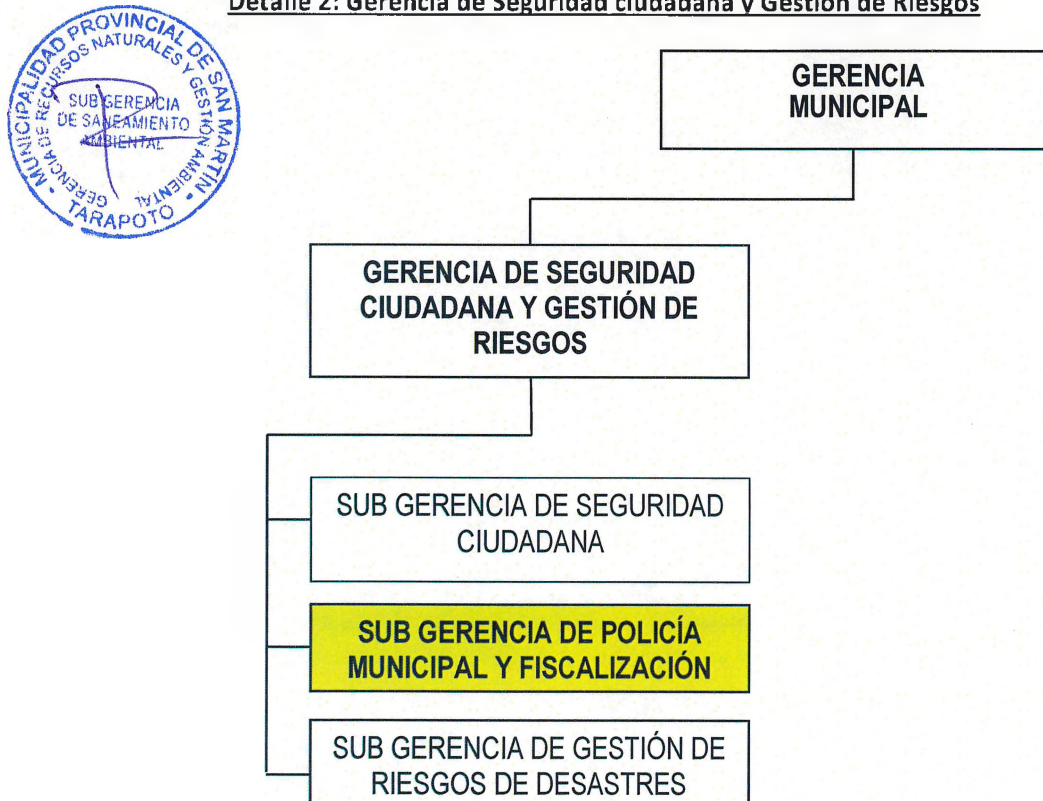 Detalle 2: Gerencia de Seguridad ciudadana y Gestión de Riesgos
MUNICIPALIDAD PROVINCIAL DE SAN MARTIN
GERENCIA DE RECURSOS NATURALES Y GESTIÓN AMBIENTAL
SUB GERENCIA
DE SANEAMIENTO
AMBIENTAL
TARAPOTO
GERENCIA
MUNICIPAL
GERENCIA DE SEGURIDAD
CIUDADANA Y GESTIÓN DE
RIESGOS
SUB GERENCIA DE SEGURIDAD
CIUDADANA
SUB GERENCIA DE POLICÍA
MUNICIPAL Y FISCALIZACIÓN
SUB GERENCIA DE GESTIÓN DE
RIESGOS DE DESASTRES